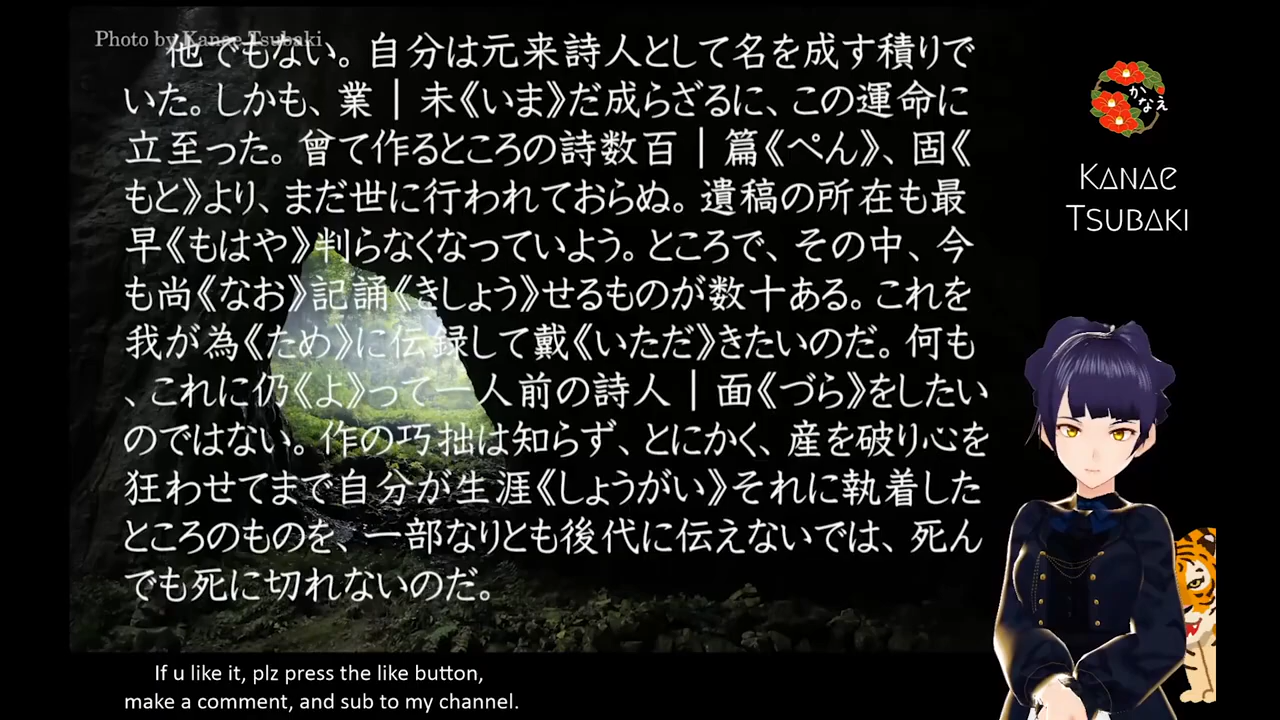 Photo by Kanae Tsubaki
他でもない。自分は元来詩人として名を成す積りで
いた。しかも、業|未《いま》だ成らざるに、この運命に
立至った。曾て作るところの詩数百|篇《ぺん》、固《
もと》より、まだ世に行われておらぬ。遺稿の所在も最
早《もはや》判らなくなっていよう。ところで、その中、今
も尚《なお》記誦《きしょう》せるものが数十ある。これを
我が為《ため》に伝録して戴《いただ》きたいのだ。何も
、これに仍《よ》って一人前の詩人|面《づら》をしたい
のではない。作の巧拙は知らず、とにかく、産を破り心を
狂わせてまで自分が生涯《しょうがい》それに執着した
ところのものを、一部なりとも後代に伝えないでは、死ん
でも死に切れないのだ。
かなえ
KANAE
TSUBAKI
If u like it, plz press the like button,
make a comment, and sub to my channel.